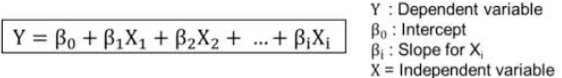 Y = β₀ + β₁X₁ + β₂X₂ + ...+ βᵢXᵢ
Y : Dependent variable
β₀ : Intercept
βᵢ : Slope for Xᵢ
X = Independent variable